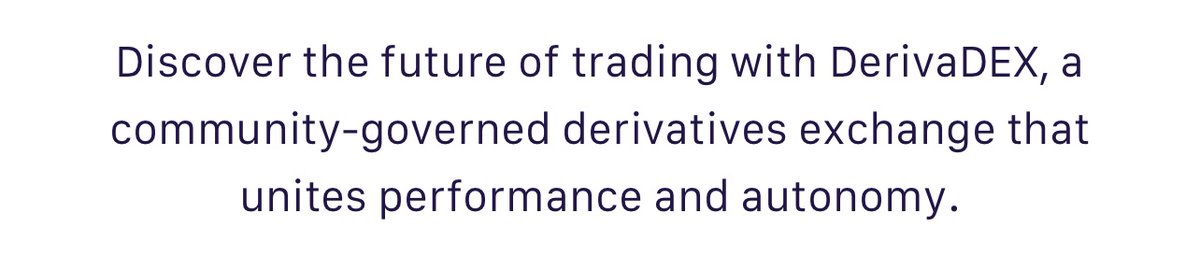 Discover the future of trading with DerivaDEX, a
community-governed derivatives exchange that
unites performance and autonomy.